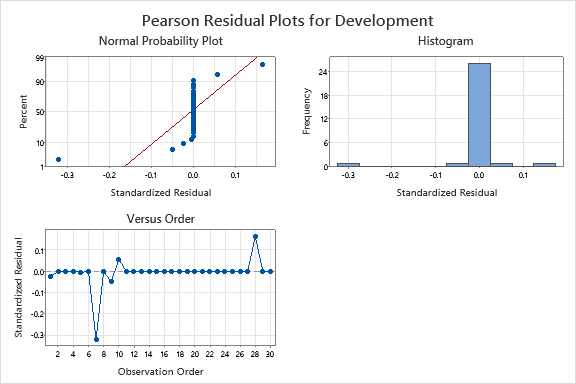 Pearson Residual Plots for Development
Normal Probability Plot
99
90
50
10
1
Percent
-0.3 -0.2 -0.1 0.0 0.1
Standardized Residual
Histogram
24
18
12
6
0
Frequency
-0.3 -0.2 -0.1 0.0 0.1
Standardized Residual
Versus Order
0.1
0.0
-0.1
-0.2
-0.3
Standardized Residual
2 4 6 8 10 12 14 16 18 20 22 24 26 28 30
Observation Order